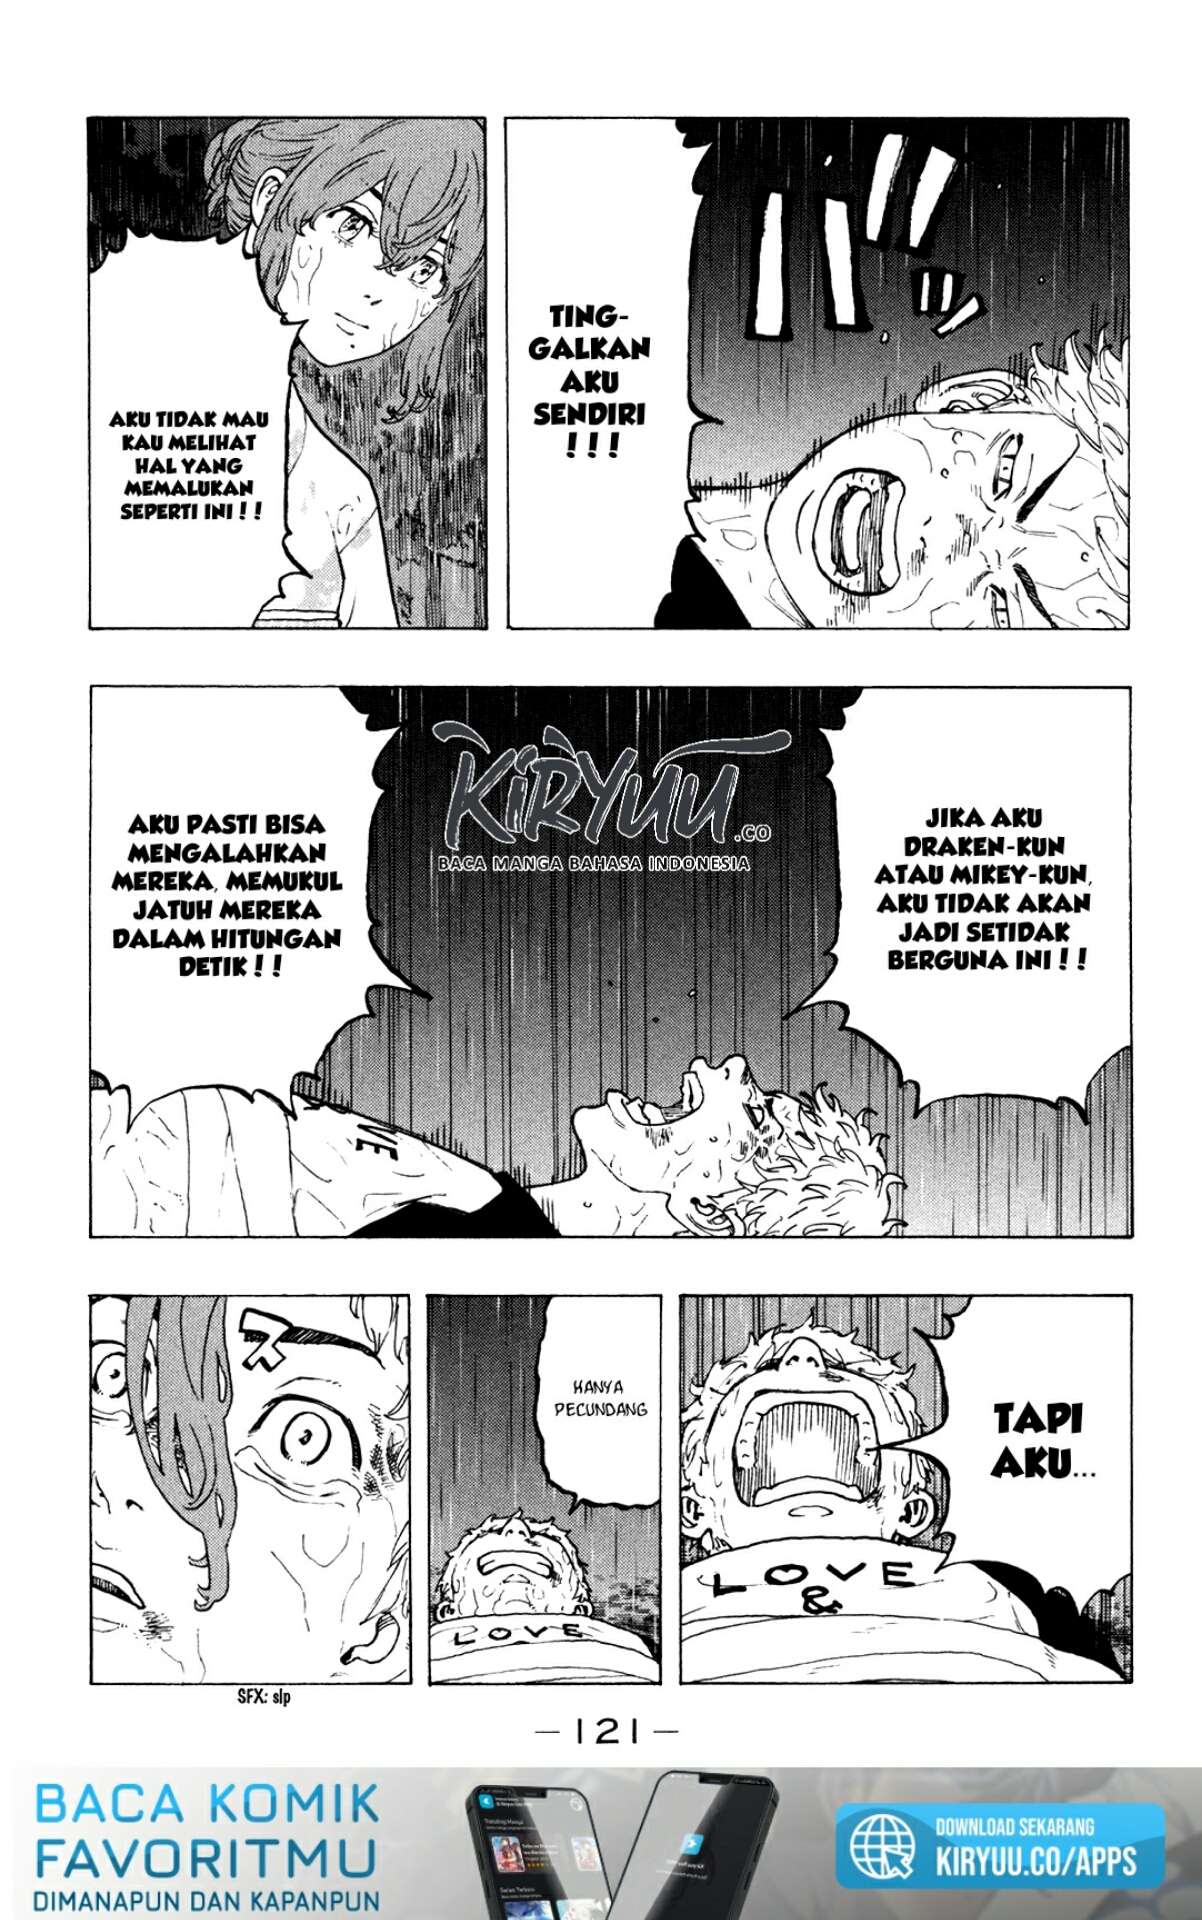 TING-
GALKAN
AKU
SENDIRI
!!!
AKU TIDAK MAU
KAU MELIHAT
HAL YANG
MEMALUKAN
SEPERTI INI!!
JIKA AKU
DRAKEN-KUN
ATAU MIKEY-KUN,
AKU TIDAK AKAN
JADI SETIDAK
BERGUNA INI!!
KIRYUU.CO
BACA MANGA BAHASA INDONESIA
AKU PASTI BISA
MENGALAHKAN
MEREKA, MEMUKUL
JATUH MEREKA
DALAM HITUNGAN
DETIK!!
VE
TAPI
AKU...
LOVE
&
HANYA
PECUNDANG
LOVE
SFX: slp
—121—
BACA KOMIK
FAVORITMU
DIMANAPUN DAN KAPANPUN
Trending Manga
DOWNLOAD SEKARANG
KIRYUU.CO/APPS